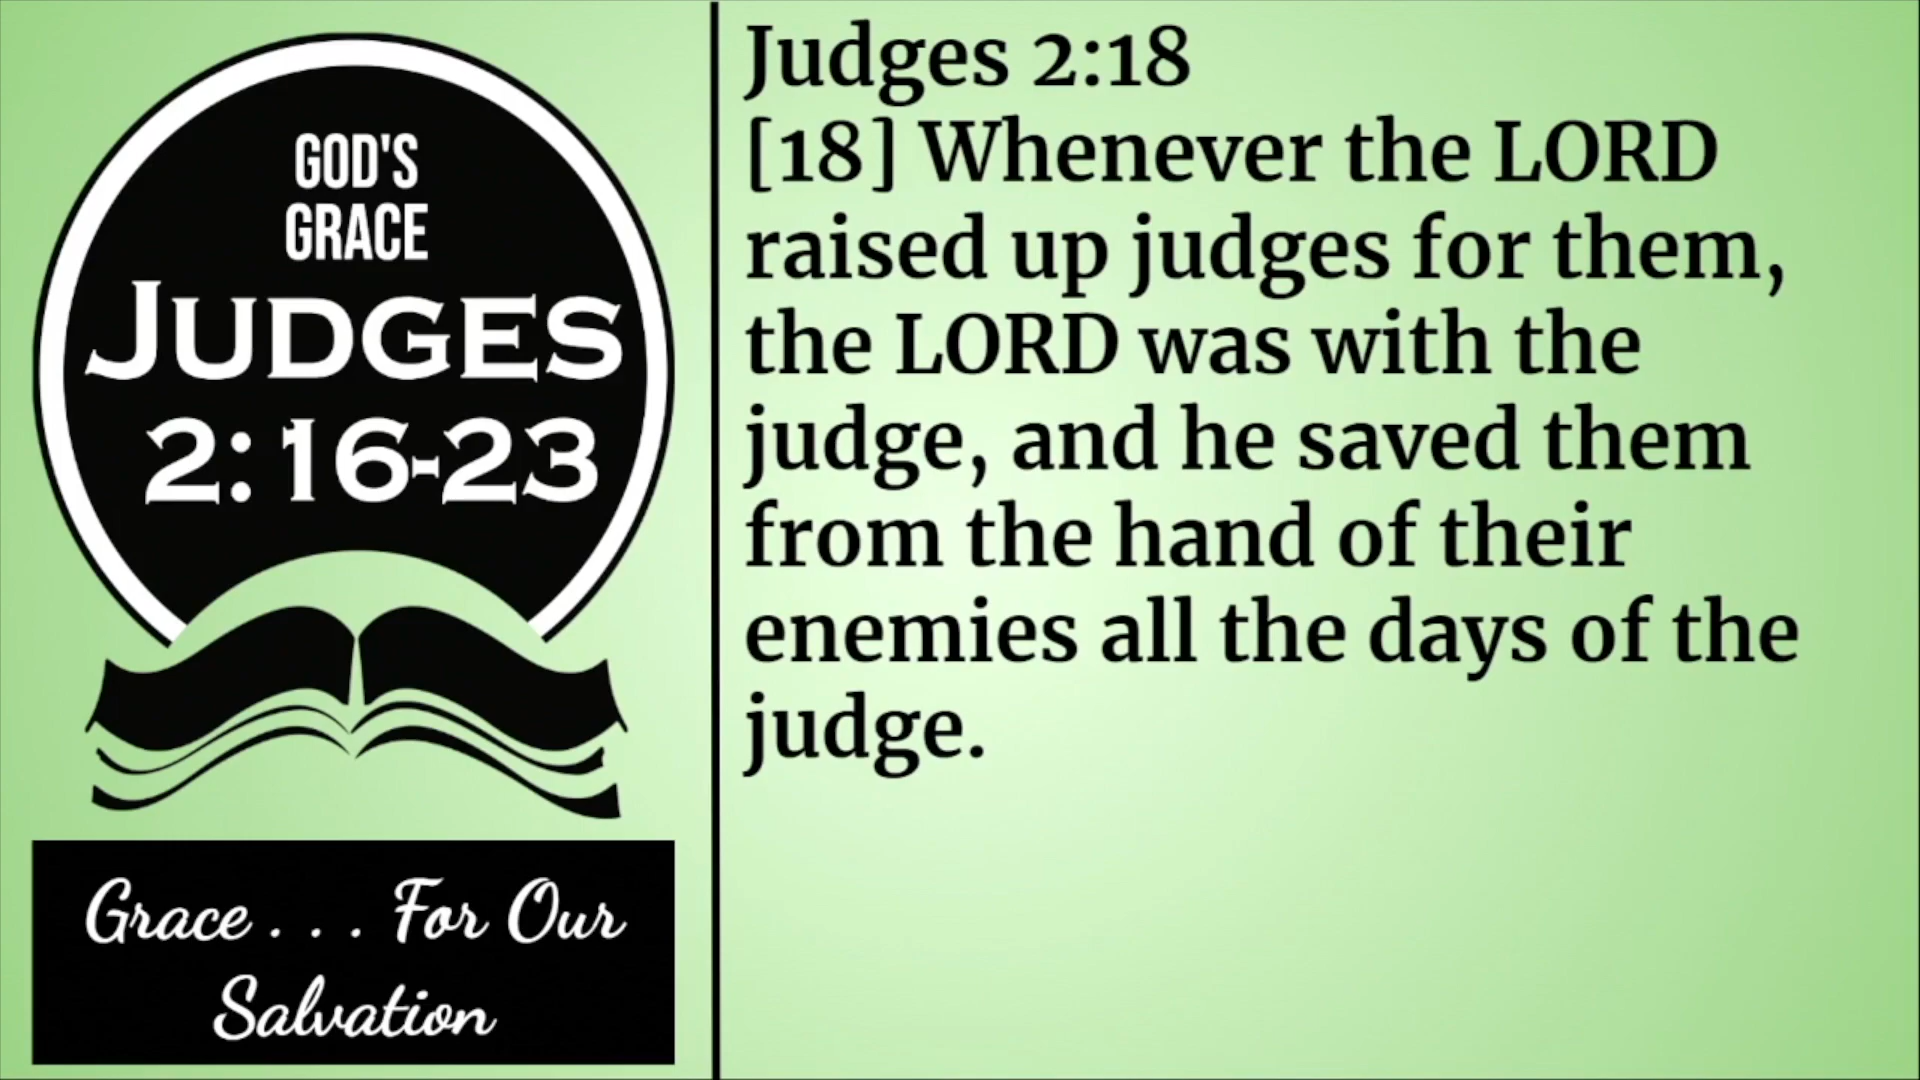 GOD'S
GRACE
JUDGES
2:16-23
Grace . . . For Our
Salvation
Judges 2:18
[18] Whenever the LORD
raised up judges for them,
the LORD was with the
judge, and he saved them
from the hand of their
enemies all the days of the
judge.